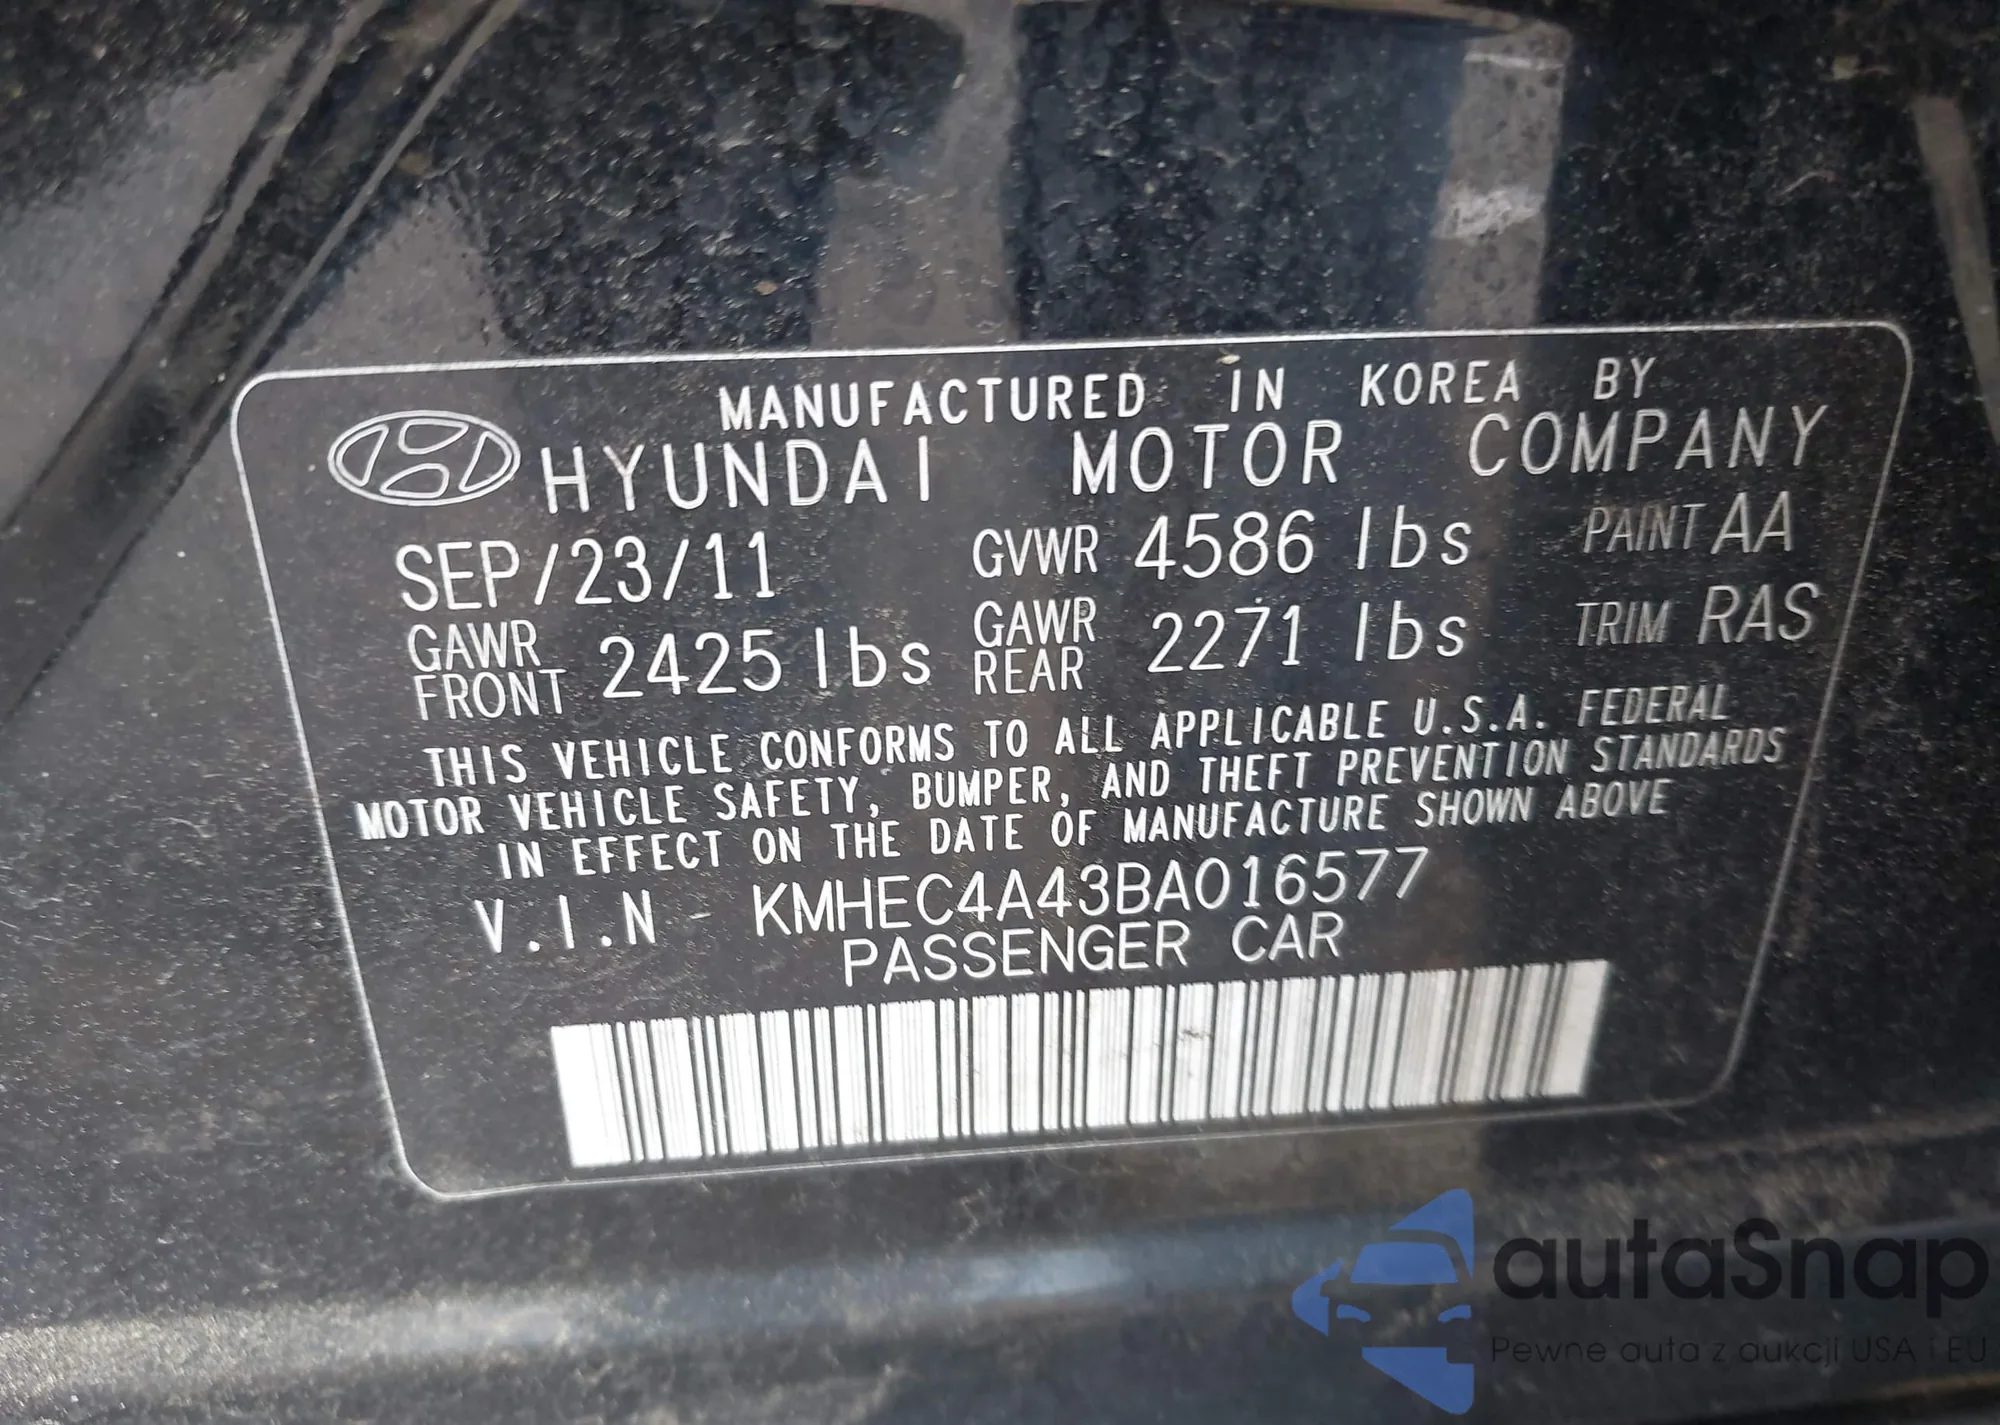 MANUFACTURED IN KOREA BY
HYUNDAI MOTOR COMPANY
SEP/23/11 GVWR 4586 lbs PAINT AA
GAWR FRONT 2425 lbs GAWR REAR 2271 lbs TRIM RAS
THIS VEHICLE CONFORMS TO ALL APPLICABLE U.S.A. FEDERAL
MOTOR VEHICLE SAFETY, BUMPER, AND THEFT PREVENTION STANDARDS
IN EFFECT ON THE DATE OF MANUFACTURE SHOWN ABOVE
V.I.N - KMHEC4A43BA016577
PASSENGER CAR
autaSnap
Pewne auta z aukcji USA i EU